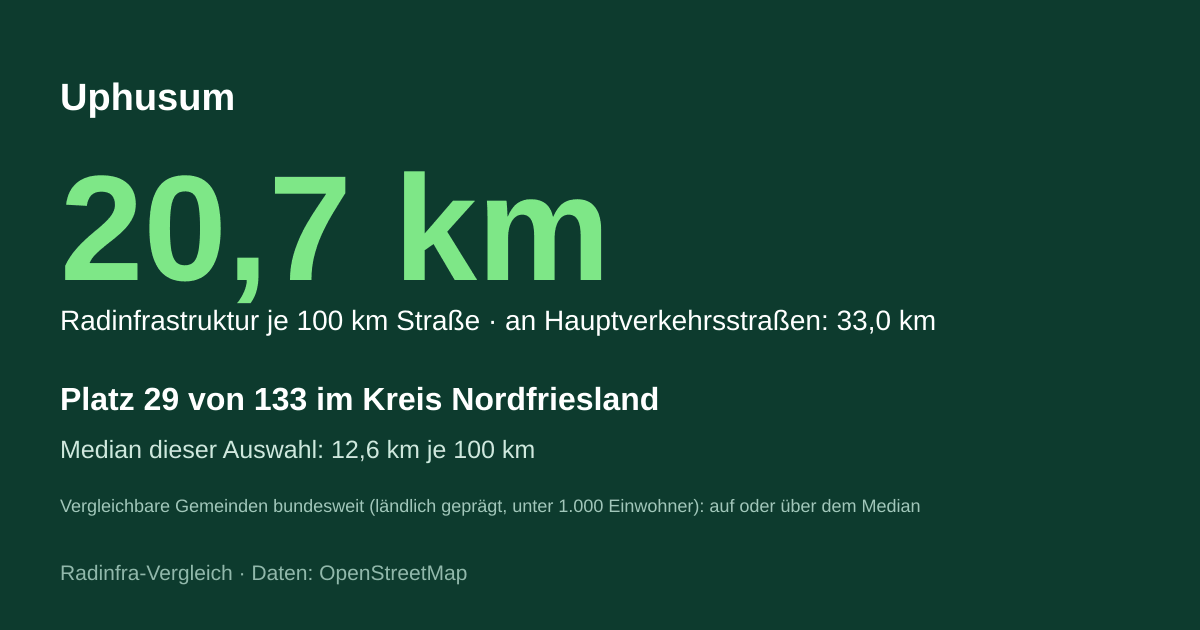 Uphusum
20,7 km
Radinfrastruktur je 100 km Straße · an Hauptverkehrsstraßen: 33,0 km
Platz 29 von 133 im Kreis Nordfriesland
Median dieser Auswahl: 12,6 km je 100 km
Vergleichbare Gemeinden bundesweit (ländlich geprägt, unter 1.000 Einwohner): auf oder über dem Median
Radinfra-Vergleich · Daten: OpenStreetMap